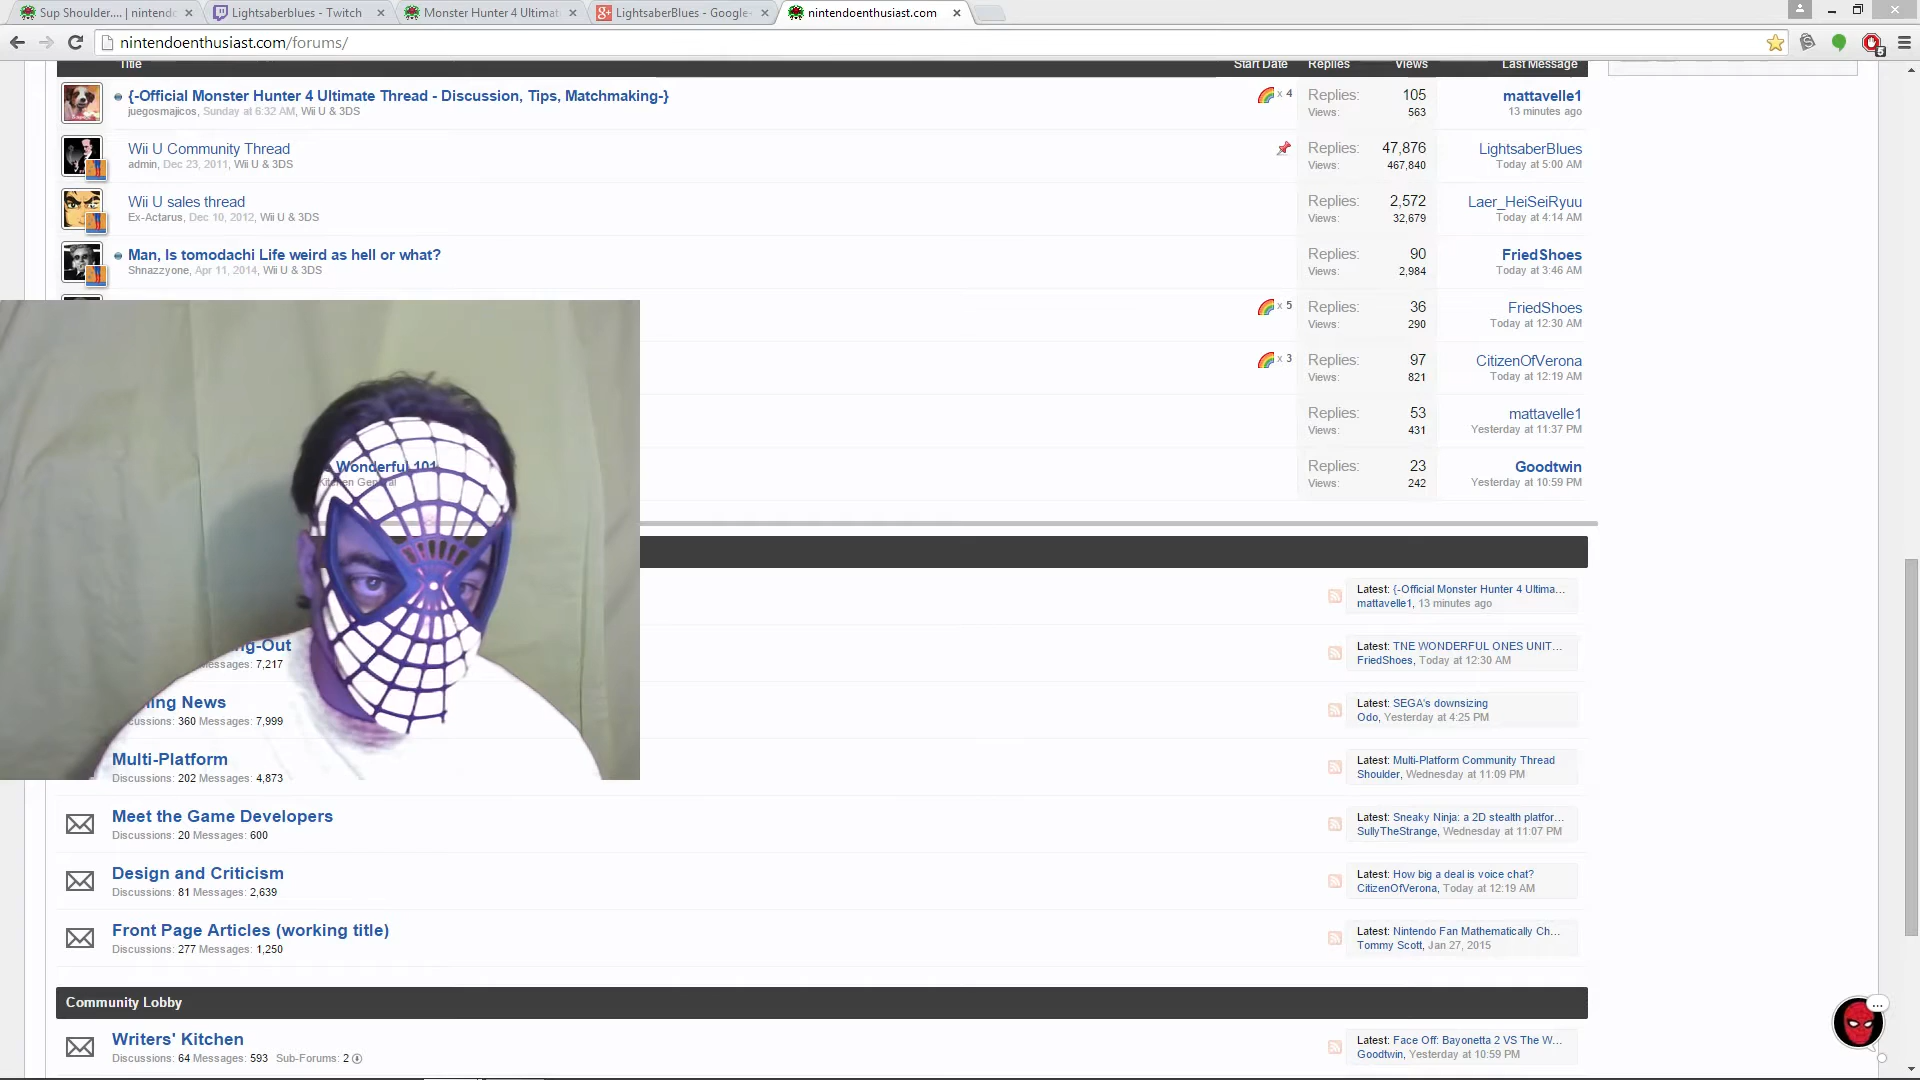 Sup Shoulder.... | nintend
Lightsaberblues - Twitch
Monster Hunter 4 Ultimat
LightsaberBlues - Google+
nintendoenthusiast.com
nintendoenthusiast.com/forums/
Title Start Date Replies Views Last Message
{-Official Monster Hunter 4 Ultimate Thread - Discussion, Tips, Matchmaking-} x 4 Replies: 105 mattavelle1
juegosmajicos, Sunday at 6:32 AM, Wii U & 3DS Views: 563 13 minutes ago
Wii U Community Thread Replies: 47,876 LightsaberBlues
admin, Dec 23, 2011, Wii U & 3DS Views: 467,840 Today at 5:00 AM
Wii U sales thread Replies: 2,572 Laer_HeiSeiRyuu
Ex-Actarus, Dec 10, 2012, Wii U & 3DS Views: 32,679 Today at 4:14 AM
Man, Is tomodachi Life weird as hell or what? Replies: 90 FriedShoes
Shnazzyone, Apr 11, 2014, Wii U & 3DS Views: 2,984 Today at 3:46 AM
x 5 Replies: 36 FriedShoes
Views: 290 Today at 12:30 AM
x 3 Replies: 97 CitizenOfVerona
Views: 821 Today at 12:19 AM
Replies: 53 mattavelle1
Views: 431 Yesterday at 11:37 PM
Wonderful 101 Replies: 23 Goodtwin
Kitchen General Views: 242 Yesterday at 10:59 PM
Latest: {-Official Monster Hunter 4 Ultima...
mattavelle1, 13 minutes ago
ng-Out Latest: TNE WONDERFUL ONES UNIT...
essages: 7,217 FriedShoes, Today at 12:30 AM
ing News Latest: SEGA's downsizing
cussions: 360 Messages: 7,999 Odo, Yesterday at 4:25 PM
Multi-Platform Latest: Multi-Platform Community Thread
Discussions: 202 Messages: 4,873 Shoulder, Wednesday at 11:09 PM
Meet the Game Developers Latest: Sneaky Ninja: a 2D stealth platfor...
Discussions: 20 Messages: 600 SullyTheStrange, Wednesday at 11:07 PM
Design and Criticism Latest: How big a deal is voice chat?
Discussions: 81 Messages: 2,639 CitizenOfVerona, Today at 12:19 AM
Front Page Articles (working title) Latest: Nintendo Fan Mathematically Ch...
Discussions: 277 Messages: 1,250 Tommy Scott, Jan 27, 2015
Community Lobby
Writers' Kitchen Latest: Face Off: Bayonetta 2 VS The W...
Discussions: 64 Messages: 593 Sub-Forums: 2 Goodtwin, Yesterday at 10:59 PM